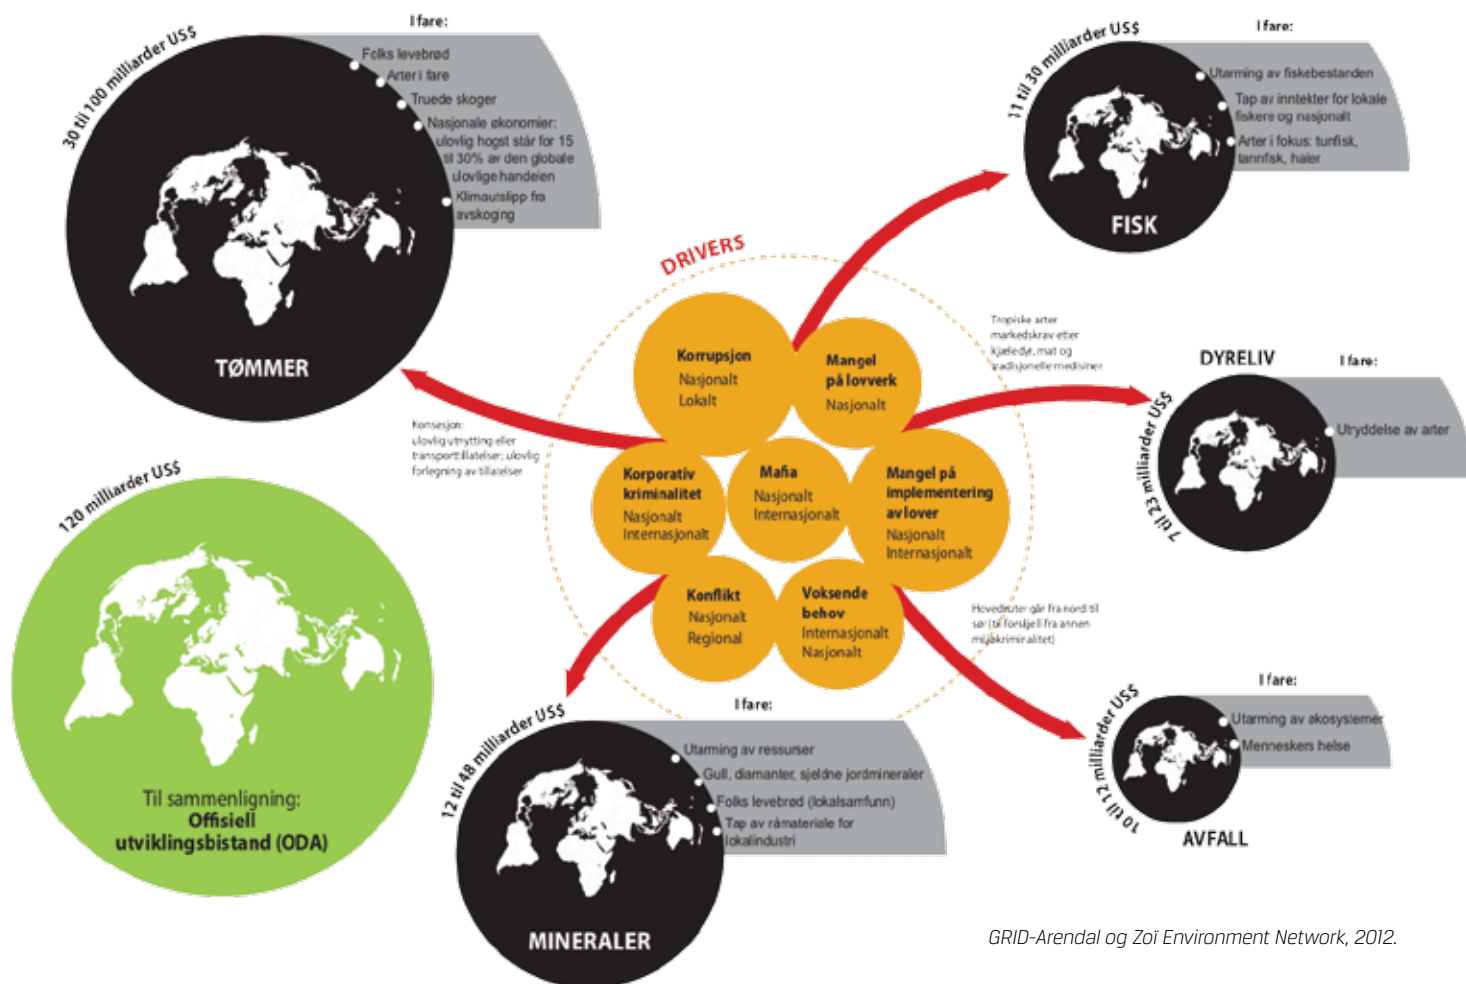 30 til 100 milliarder US$
I fare:
Folks levebrød
Arter i fare
Truede skoger
Nasjonale økonomier:
ulovlig hogst står for 15
til 30% av den globale
ulovlige handelen
Klimautslipp fra
avskoging
TØMMER
11 til 30 milliarder US$
I fare:
Utarming av fiskebestanden
Tap av inntekter for lokale
fiskere og nasjonalt
Arter i fokus: tunfisk,
tannfisk, haier
FISK
DRIVERS
Korrupsjon
Nasjonalt
Lokalt
Mangel
på lovverk
Nasjonalt
Korporativ
kriminalitet
Nasjonalt
Internasjonalt
Mafia
Nasjonalt
Internasjonalt
Mangel på
implementering
av lover
Nasjonalt
Internasjonalt
Konflikt
Nasjonalt
Regional
Voksende
behov
Internasjonalt
Nasjonalt
Konsesjon:
ulovlig utnytting eller
transporttillatelser; ulovlig
forlegning av tillatelser
Tropiske arter
markedskrav etter
kjæledyr, mat og
tradisjonelle medisiner
DYRELIV
7 til 23 milliarder US$
I fare:
Utryddelse av arter
120 milliarder US$
Til sammenligning:
Offisiell
utviklingsbistand (ODA)
Hovedruter går fra nord til
sør (til forskjell fra annen
miljøkriminalitet)
12 til 48 milliarder US$
I fare:
Utarming av ressurser
Gull, diamanter, sjeldne jordmineraler
Folks levebrød (lokalsamfunn)
Tap av råmateriale for
lokalindustri
MINERALER
10 til 12 milliarder US$
I fare:
Utarming av økosystemer
Menneskers helse
AVFALL
GRID-Arendal og Zoï Environment Network, 2012.